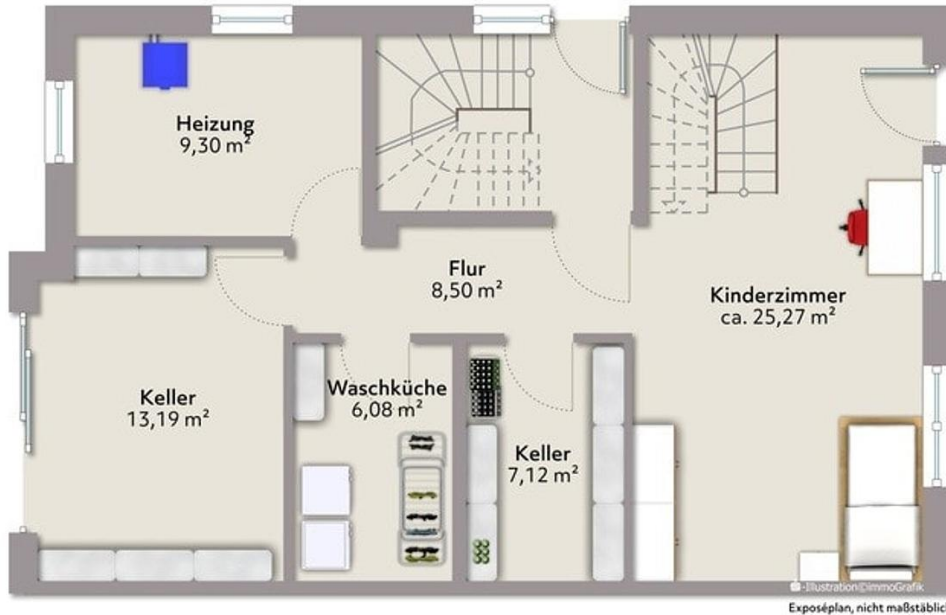 Heizung
9,30 m²
Flur
8,50 m²
Kinderzimmer
ca. 25,27 m²
Keller
13,19 m²
Waschküche
6,08 m²
Keller
7,12 m²
-Illustration©immoGrafik
Exposéplan, nicht maßstäblich